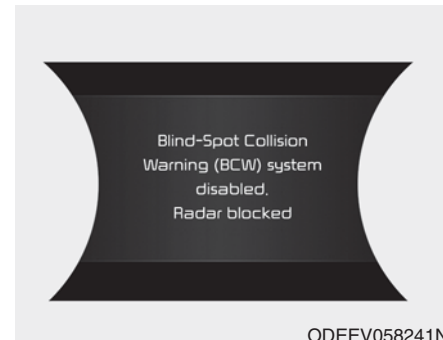 Blind-Spot Collision
Warning (BCW) system
disabled.
Radar blocked
ODEEV058241N